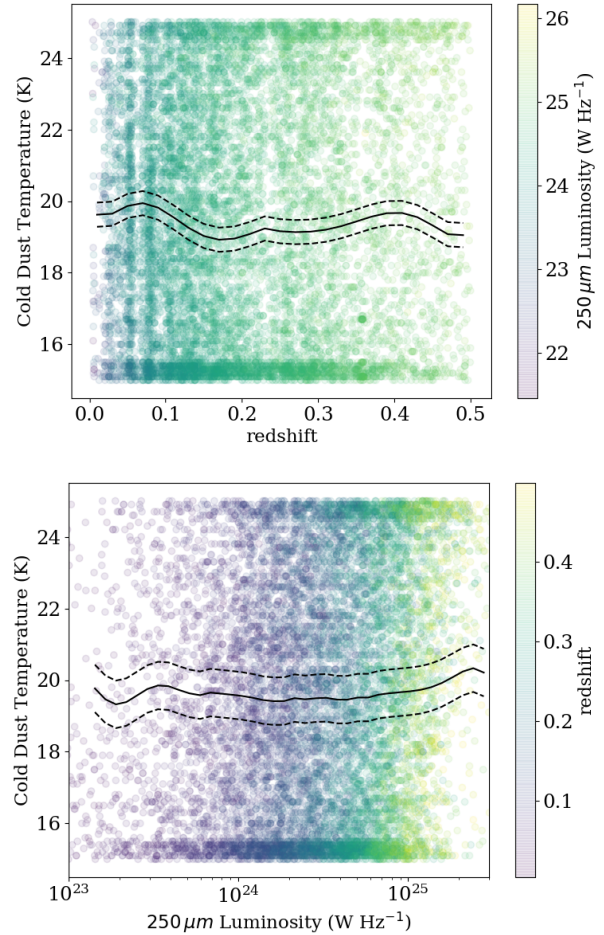 24
22
20
18
16
Cold Dust Temperature (K)
0.0 0.1 0.2 0.3 0.4 0.5
redshift
26
25
24
23
22
250 μm Luminosity (W Hz⁻¹)
24
22
20
18
16
Cold Dust Temperature (K)
10²³ 10²⁴ 10²⁵
250 μm Luminosity (W Hz⁻¹)
0.4
0.3
0.2
0.1
redshift